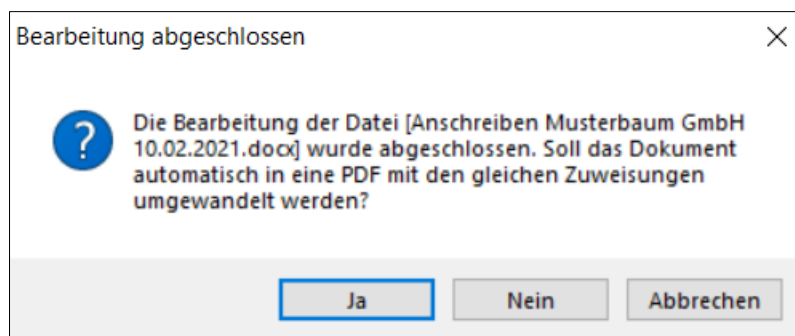 Bearbeitung abgeschlossen
Die Bearbeitung der Datei [Anschreiben Musterbaum GmbH
10.02.2021.docx] wurde abgeschlossen. Soll das Dokument
automatisch in eine PDF mit den gleichen Zuweisungen
umgewandelt werden?
Ja Nein Abbrechen